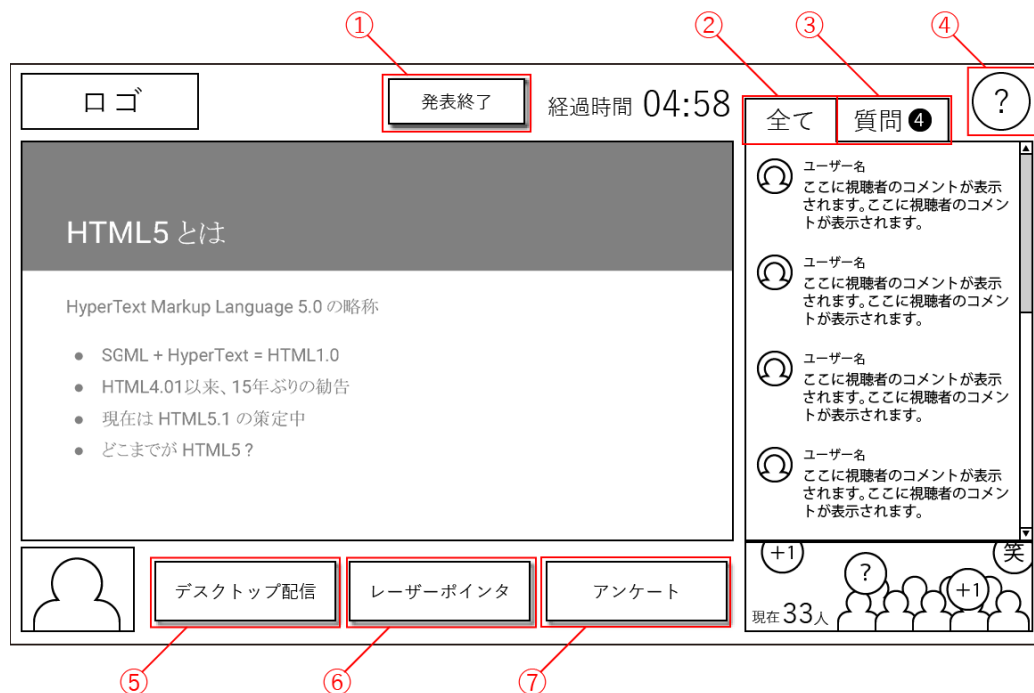 ① ② ③ ④
ロゴ
発表終了
経過時間 04:58
全て
質問 4
?
HTML5 とは
HyperText Markup Language 5.0 の略称
● SGML + HyperText = HTML1.0
● HTML4.01以来、15年ぶりの勧告
● 現在は HTML5.1 の策定中
● どこまでが HTML5 ?
ユーザー名
ここに視聴者のコメントが表示
されます。ここに視聴者のコメン
トが表示されます。
ユーザー名
ここに視聴者のコメントが表示
されます。ここに視聴者のコメン
トが表示されます。
ユーザー名
ここに視聴者のコメントが表示
されます。ここに視聴者のコメン
トが表示されます。
ユーザー名
ここに視聴者のコメントが表示
されます。ここに視聴者のコメン
トが表示されます。
デスクトップ配信
レーザーポインタ
アンケート
+1
?
+1
笑
現在 33人
⑤ ⑥ ⑦